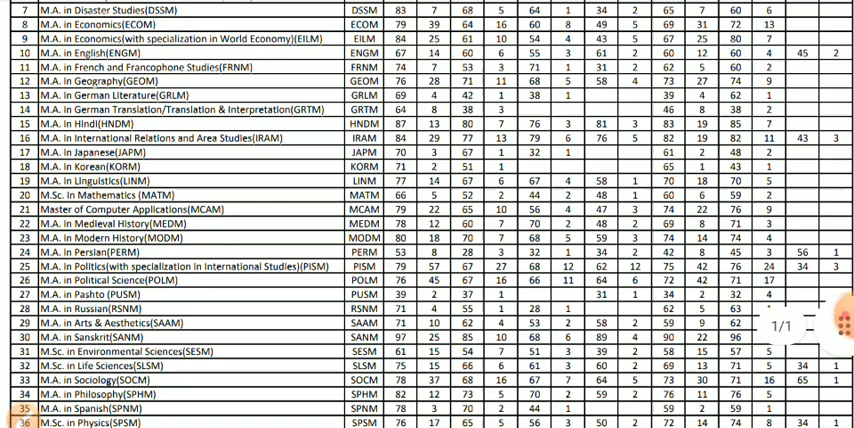 7 M.A. in Disaster Studies(DSSM) DSSM 83 7 68 5 64 1 34 2 65 7 60 6
8 M.A. in Economics(ECOM) ECOM 79 39 64 16 60 8 49 5 69 31 72 13
9 M.A. in Economics(with specialization in World Economy)(EILM) EILM 84 25 61 10 54 4 43 5 67 25 80 7
10 M.A. in English(ENGM) ENGM 67 14 60 6 55 3 61 2 60 12 60 4 45 2
11 M.A. in French and Francophone Studies(FRNM) FRNM 74 7 53 3 71 1 31 2 62 5 60 2
12 M.A. In Geography(GEOM) GEOM 76 28 71 11 68 5 58 4 73 27 74 9
13 M.A. in German Literature(GRLM) GRLM 69 4 42 1 38 1 39 4 62 1
14 M.A. in German Translation/Translation & Interpretation(GRTM) GRTM 64 8 38 3 46 8 38 2
15 M.A. in Hindi(HNDM) HNDM 87 13 80 7 76 3 81 3 83 19 85 7
16 M.A. in International Relations and Area Studies(IRAM) IRAM 84 29 77 13 79 6 76 5 82 19 82 11 43 3
17 M.A. in Japanese(JAPM) JAPM 70 3 67 1 32 1 61 2 48 2
18 M.A. in Korean(KORM) KORM 71 2 51 1 65 1 43 1
19 M.A. in Linguistics(LINM) LINM 77 14 67 6 67 4 58 1 70 18 70 5
20 M.Sc. in Mathematics (MATM) MATM 66 5 52 2 44 2 48 1 60 6 59 2
21 Master of Computer Applications(MCAM) MCAM 79 22 65 10 56 4 47 3 74 22 76 9
22 M.A. in Medieval History(MEDM) MEDM 78 12 60 7 70 2 48 2 69 8 71 3
23 M.A. in Modern History(MODM) MODM 80 18 70 7 68 5 59 3 74 14 74 4
24 M.A. in Persian(PERM) PERM 53 8 28 3 32 1 34 2 42 8 45 3 56 1
25 M.A. in Politics(with specialization in International Studies)(PISM) PISM 79 57 67 27 68 12 62 12 75 42 76 24 34 3
26 M.A. in Political Science(POLM) POLM 76 45 67 16 66 11 64 6 72 42 71 17
27 M.A. in Pashto (PUSM) PUSM 39 2 37 1 31 1 34 2 32 4
28 M.A. in Russian(RSNM) RSNM 71 4 55 1 28 1 62 5 63
29 M.A. in Arts & Aesthetics(SAAM) SAAM 71 10 62 4 53 2 58 2 59 9 62
30 M.A. in Sanskrit(SANM) SANM 97 25 85 10 68 6 89 4 90 22 96
1/1
31 M.Sc. in Environmental Sciences(SESM) SESM 61 15 54 7 51 3 39 2 58 15 57 5
32 M.Sc. in Life Sciences(SLSM) SLSM 75 15 66 6 61 3 60 2 69 13 71 5 34 1
33 M.A. in Sociology(SOCM) SOCM 78 37 68 16 67 7 64 5 73 30 71 16 65 1
34 M.A. in Philosophy(SPHM) SPHM 82 12 73 5 70 2 59 2 76 11 76 5
35 M.A. in Spanish(SPNM) SPNM 78 3 70 2 44 1 59 2 59 1
36 M.Sc. in Physics(SPSM) SPSM 76 17 65 5 56 3 50 2 72 14 74 8 34 1